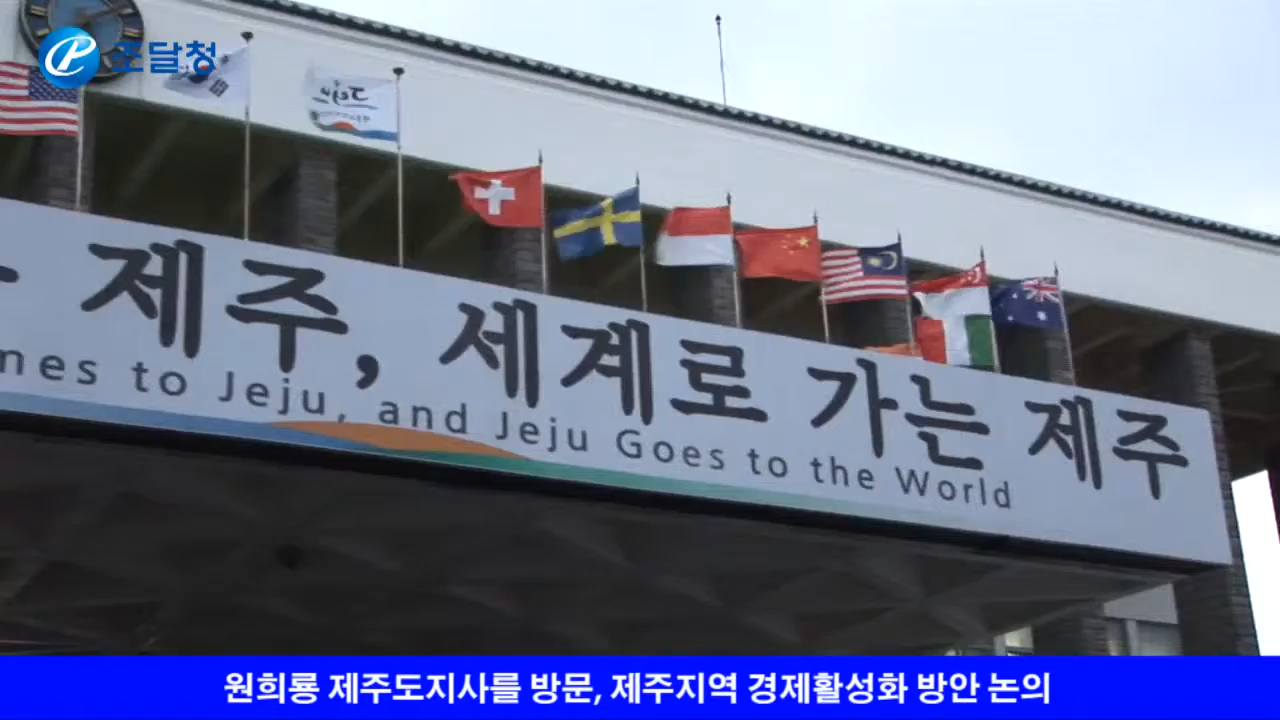 조달청
Jeju
제주, 세계로 가는 제주
mes to Jeju, and Jeju Goes to the World
원희룡 제주도지사를 방문, 제주지역 경제활성화 방안 논의